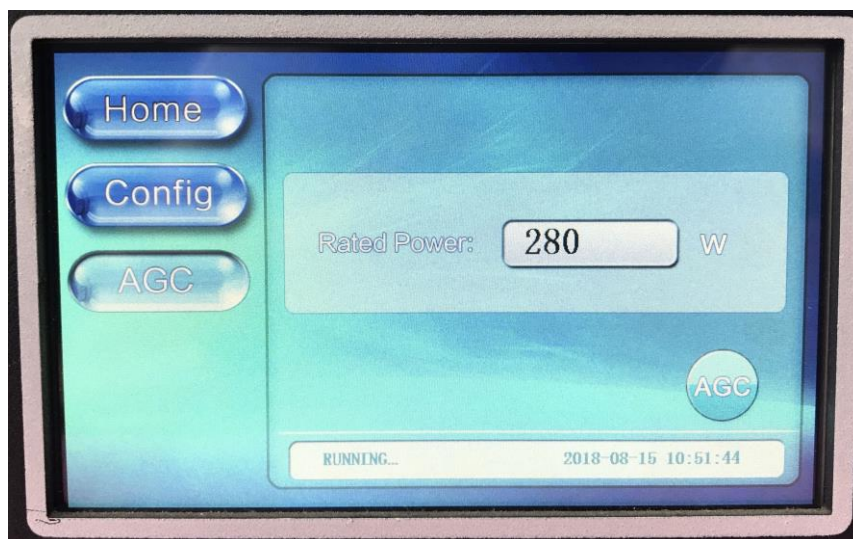 Home
Config
AGC
Rated Power: 280 W
AGC
RUNNING... 2018-08-15 10:51:44